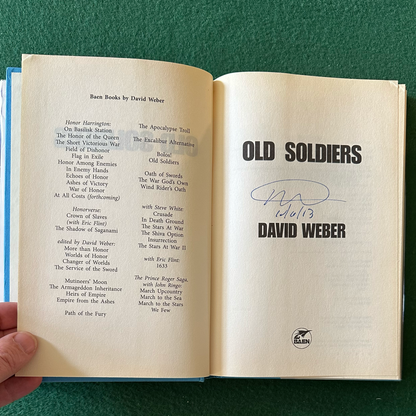 Baen Books by David Weber
Honor Harrington:
On Basilisk Station
The Honor of the Queen
The Short Victorious War
Field of Dishonor
Flag in Exile
Honor Among Enemies
In Enemy Hands
Echoes of Honor
Ashes of Victory
War of Honor
At All Costs (forthcoming)
Honorverse:
Crown of Slaves
(with Eric Flint)
The Shadow of Saganami
edited by David Weber:
More than Honor
Worlds of Honor
Changer of Worlds
The Service of the Sword
Mutineers' Moon
The Armageddon Inheritance
Heirs of Empire
Empire from the Ashes
Path of the Fury
The Apocalypse Troll
The Excalibur Alternative
Bolos!
Old Soldiers
Oath of Swords
The War God's Own
Wind Rider's Oath
with Steve White:
Crusade
In Death Ground
The Stars At War
The Shiva Option
Insurrection
The Stars At War II
with Eric Flint:
1633
The Prince Roger Saga,
with John Ringo:
March Upcountry
March to the Sea
March to the Stars
We Few
OLD SOLDIERS
DAVID WEBER
BAEN